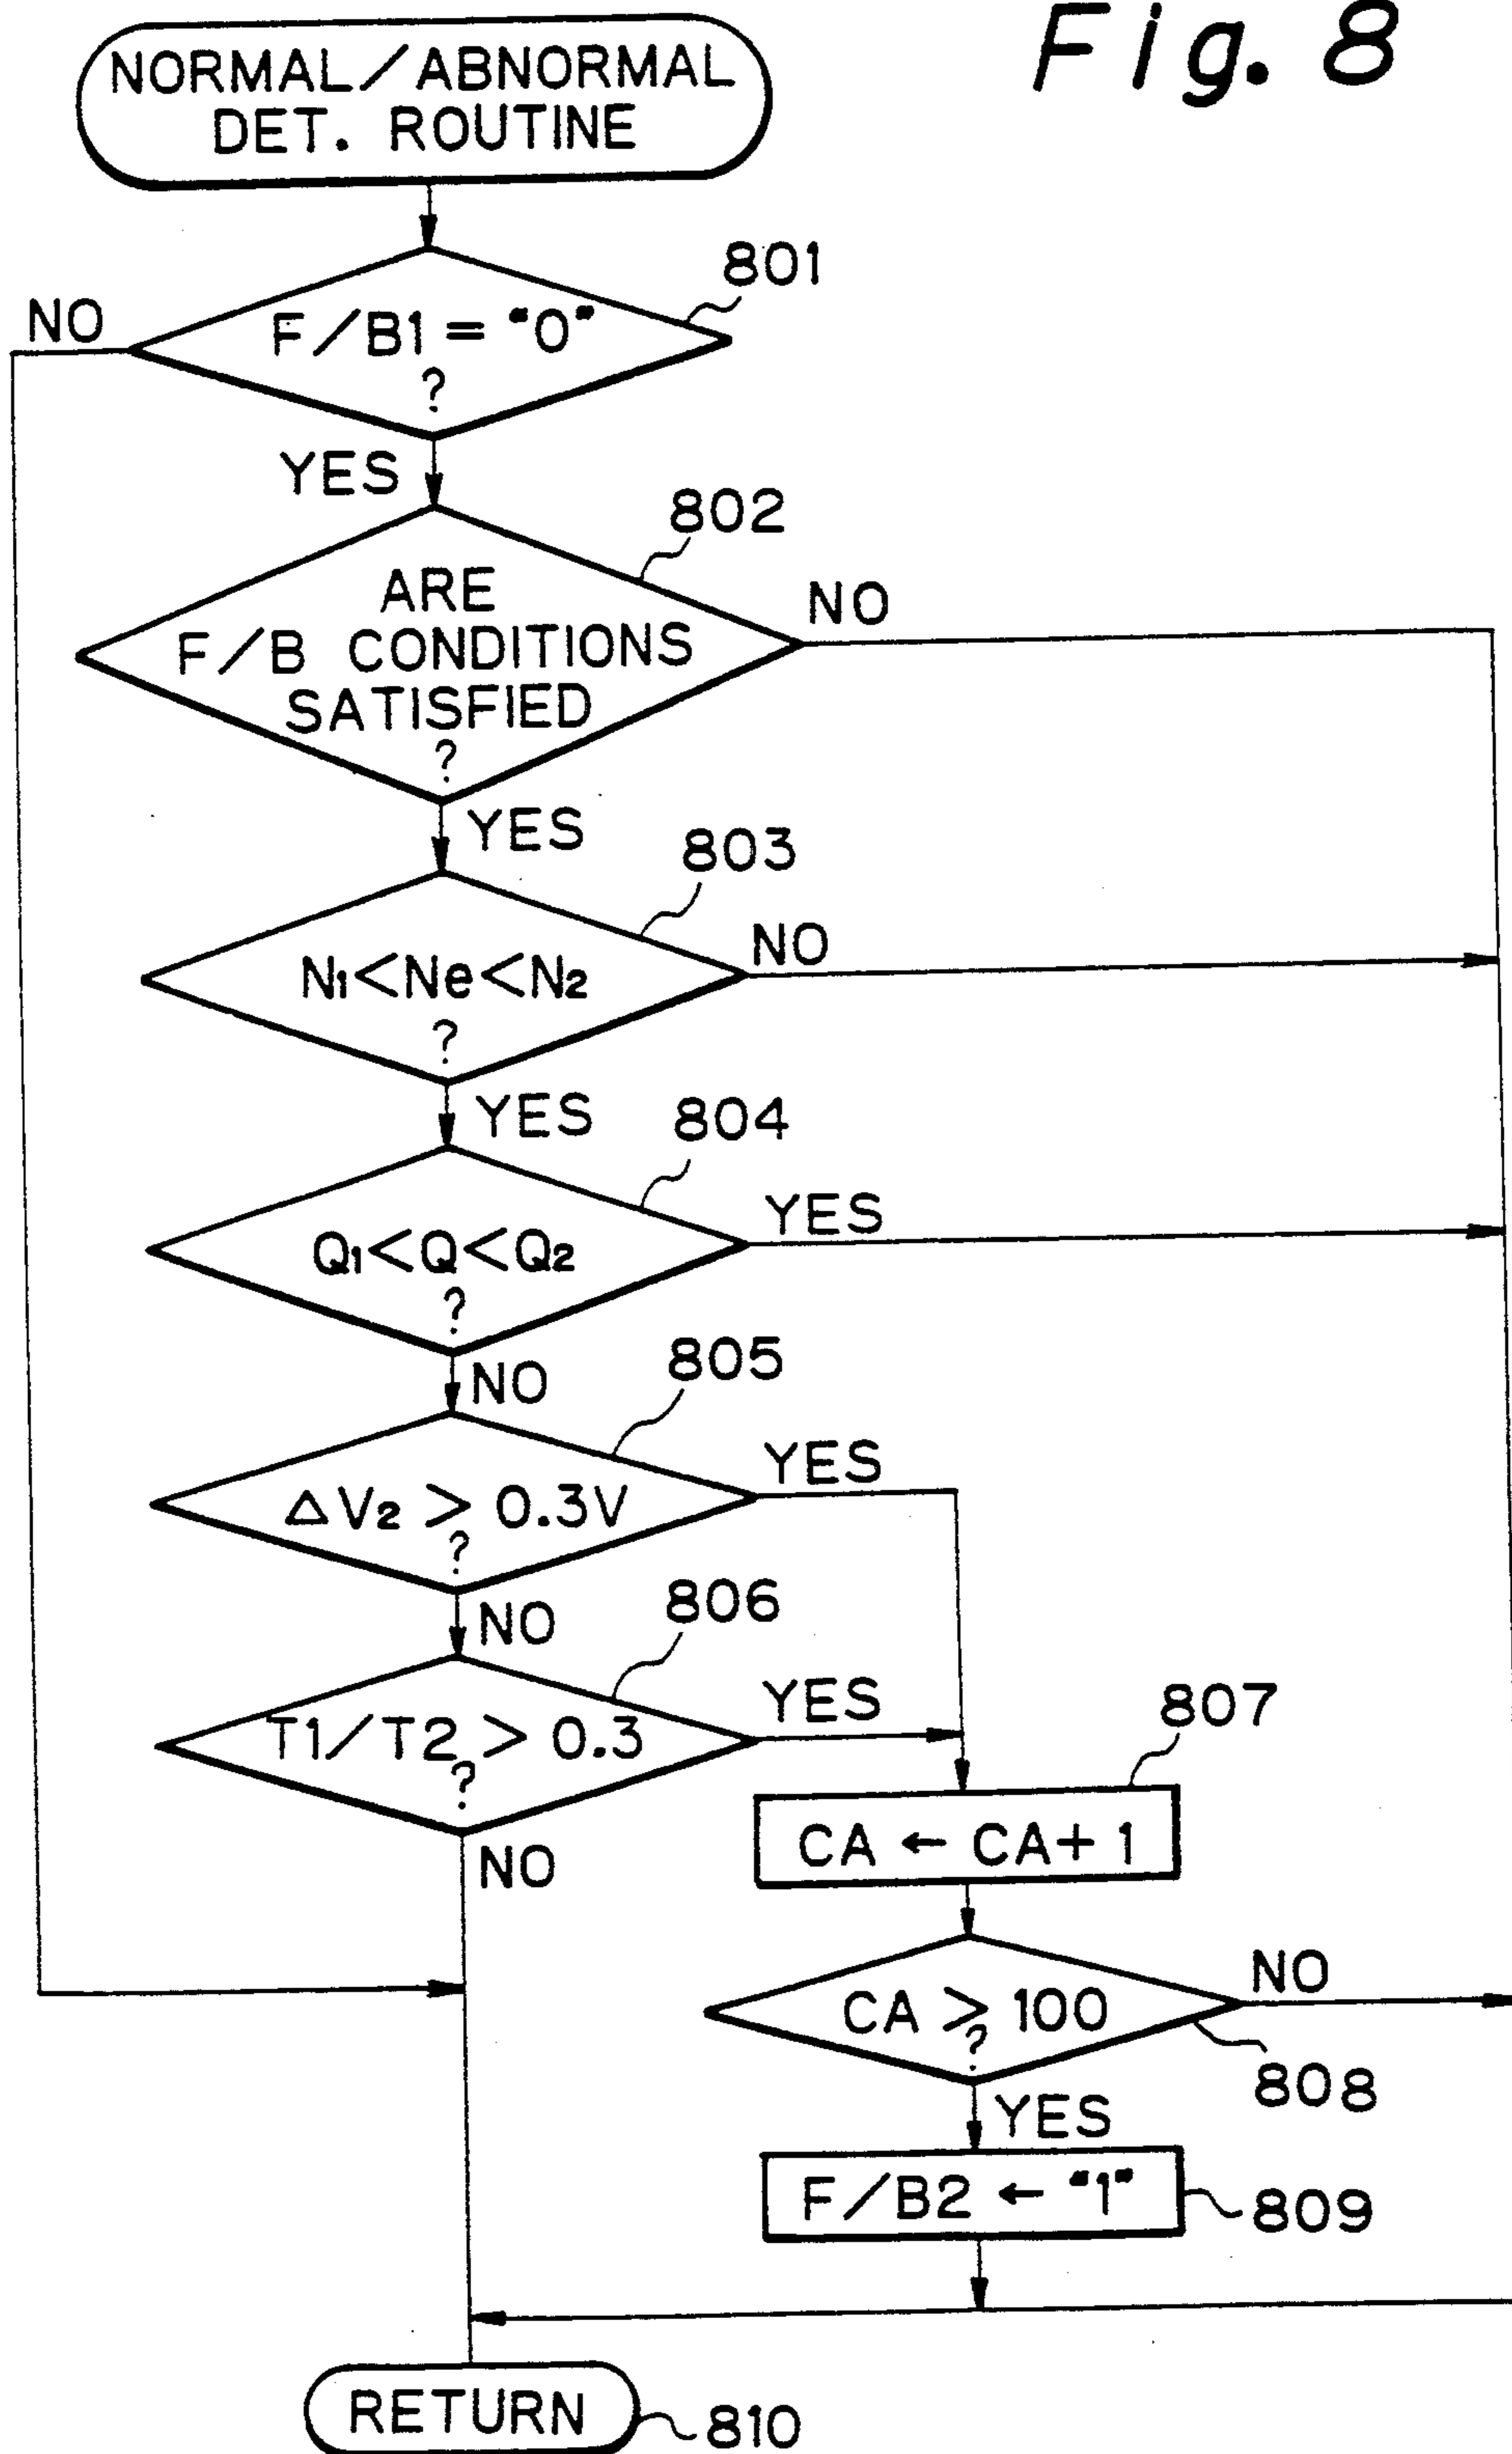 Fig. 8
NORMAL/ABNORMAL
DET. ROUTINE
801
NO
F/B1 = "0"
?
YES
802
ARE
F/B CONDITIONS
SATISFIED
?
NO
YES
803
N1<Ne<N2
?
NO
YES
804
Q1<Q<Q2
?
YES
NO
805
ΔV2 > 0.3V
?
YES
NO
806
T1/T2 > 0.3
?
YES
NO
807
CA ← CA+1
CA ≥ 100
?
NO
808
YES
F/B2 ← "1"
809
RETURN
810